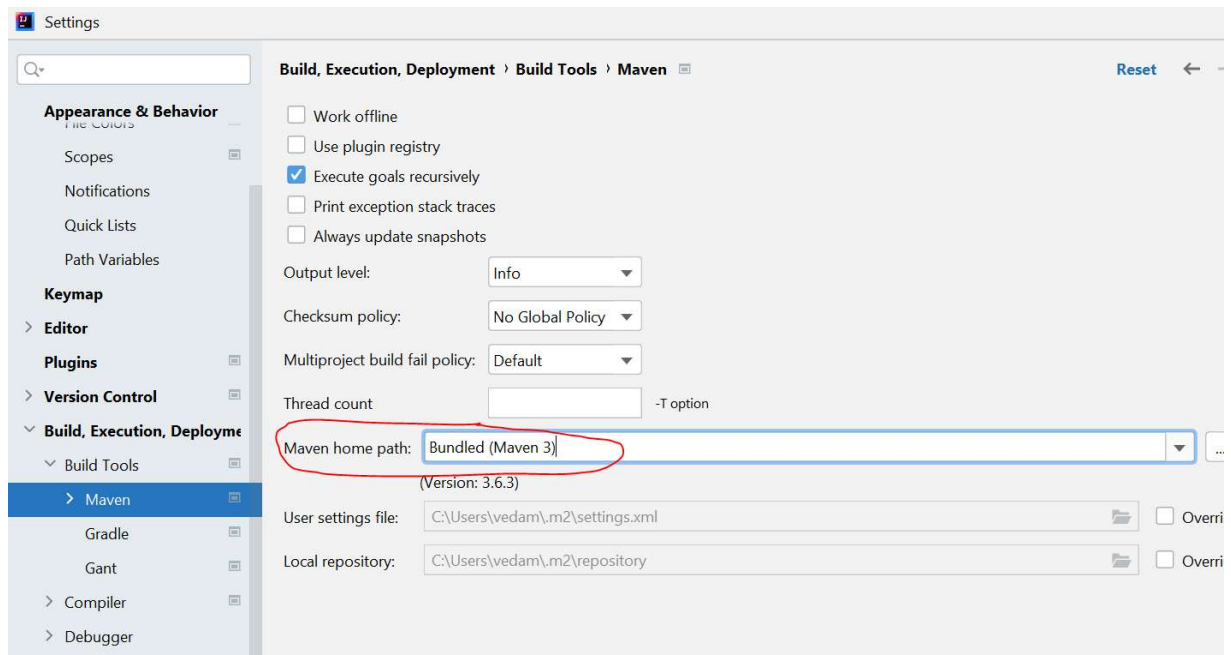 Settings
Build, Execution, Deployment › Build Tools › Maven
Reset
Appearance & Behavior
File Colors
Scopes
Notifications
Quick Lists
Path Variables
Keymap
Editor
Plugins
Version Control
Build, Execution, Deployme
Build Tools
Maven
Gradle
Gant
Compiler
Debugger
Work offline
Use plugin registry
Execute goals recursively
Print exception stack traces
Always update snapshots
Output level: Info
Checksum policy: No Global Policy
Multiproject build fail policy: Default
Thread count -T option
Maven home path: Bundled (Maven 3) ...
(Version: 3.6.3)
User settings file: C:\Users\vedam\.m2\settings.xml Overri
Local repository: C:\Users\vedam\.m2\repository Overri